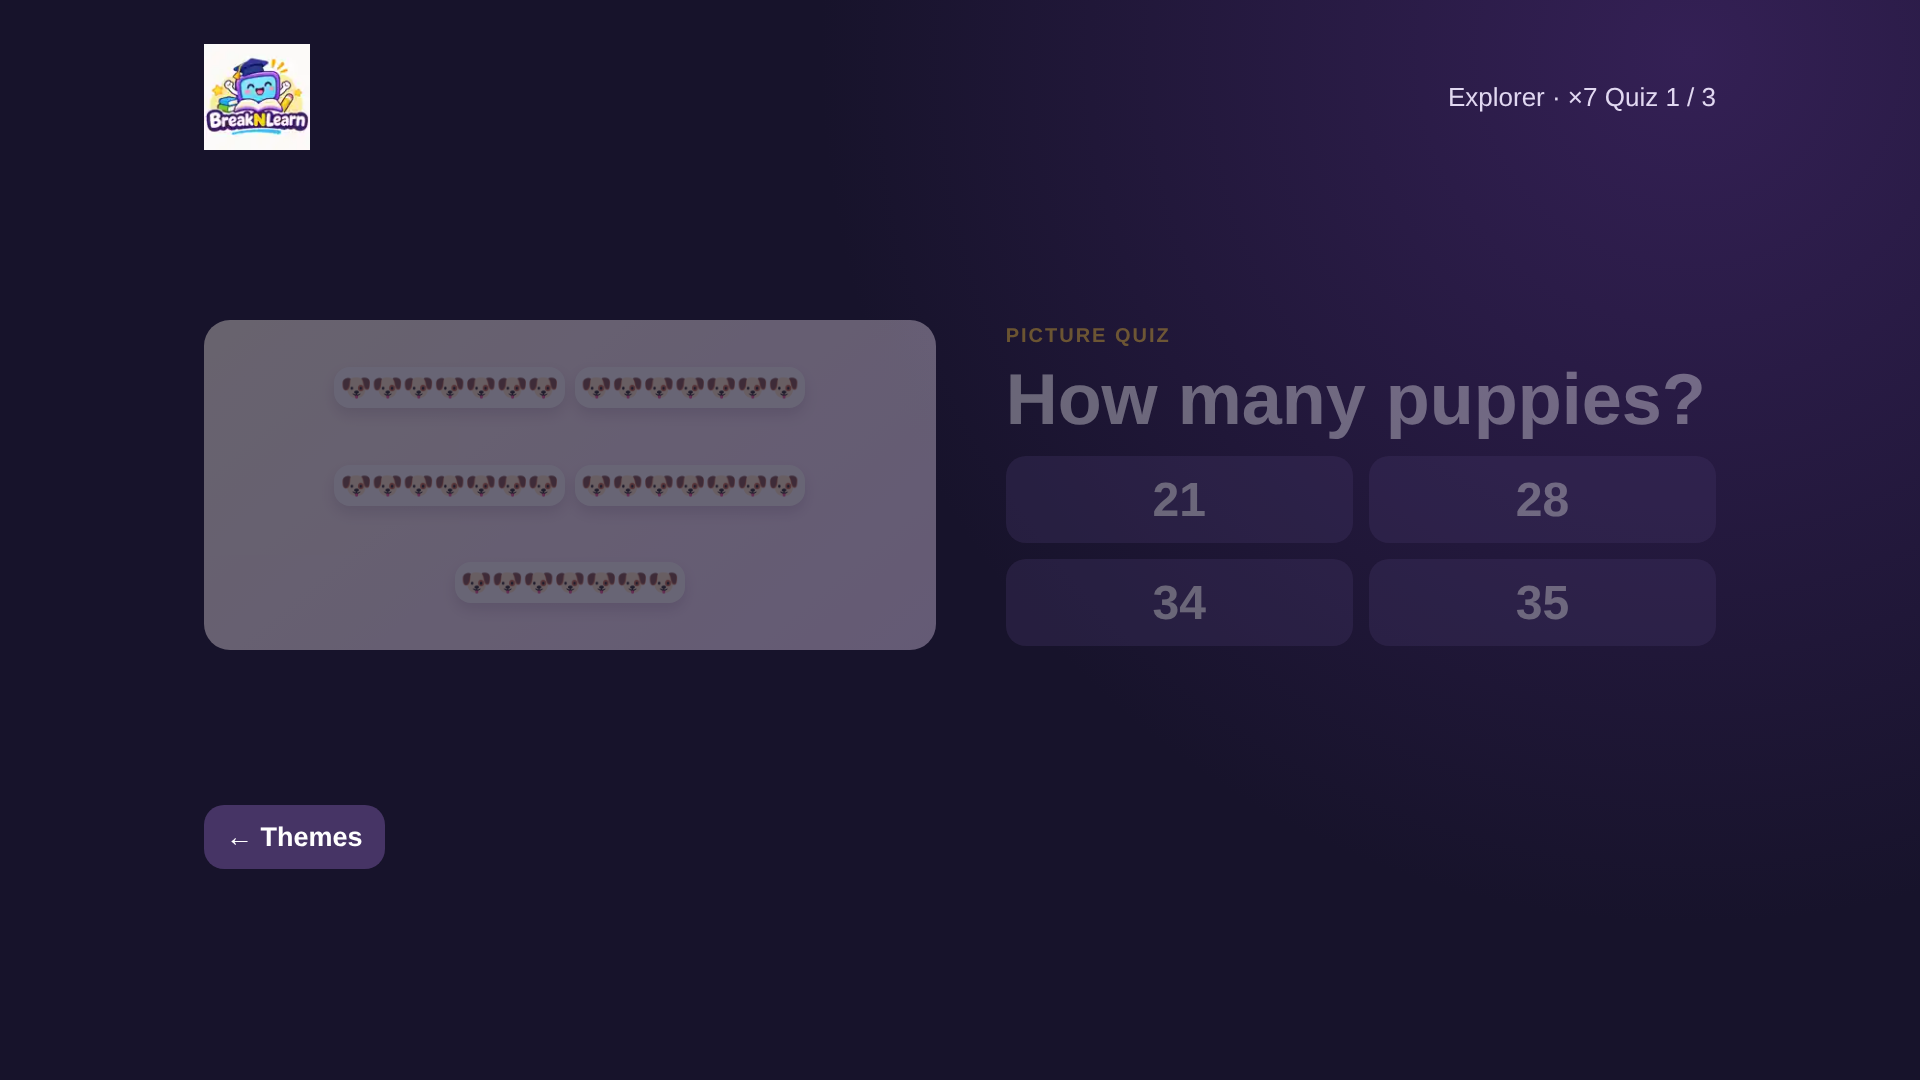 BreakNLearn
Explorer · ×7 Quiz 1 / 3
PICTURE QUIZ
How many puppies?
21
28
34
35
← Themes